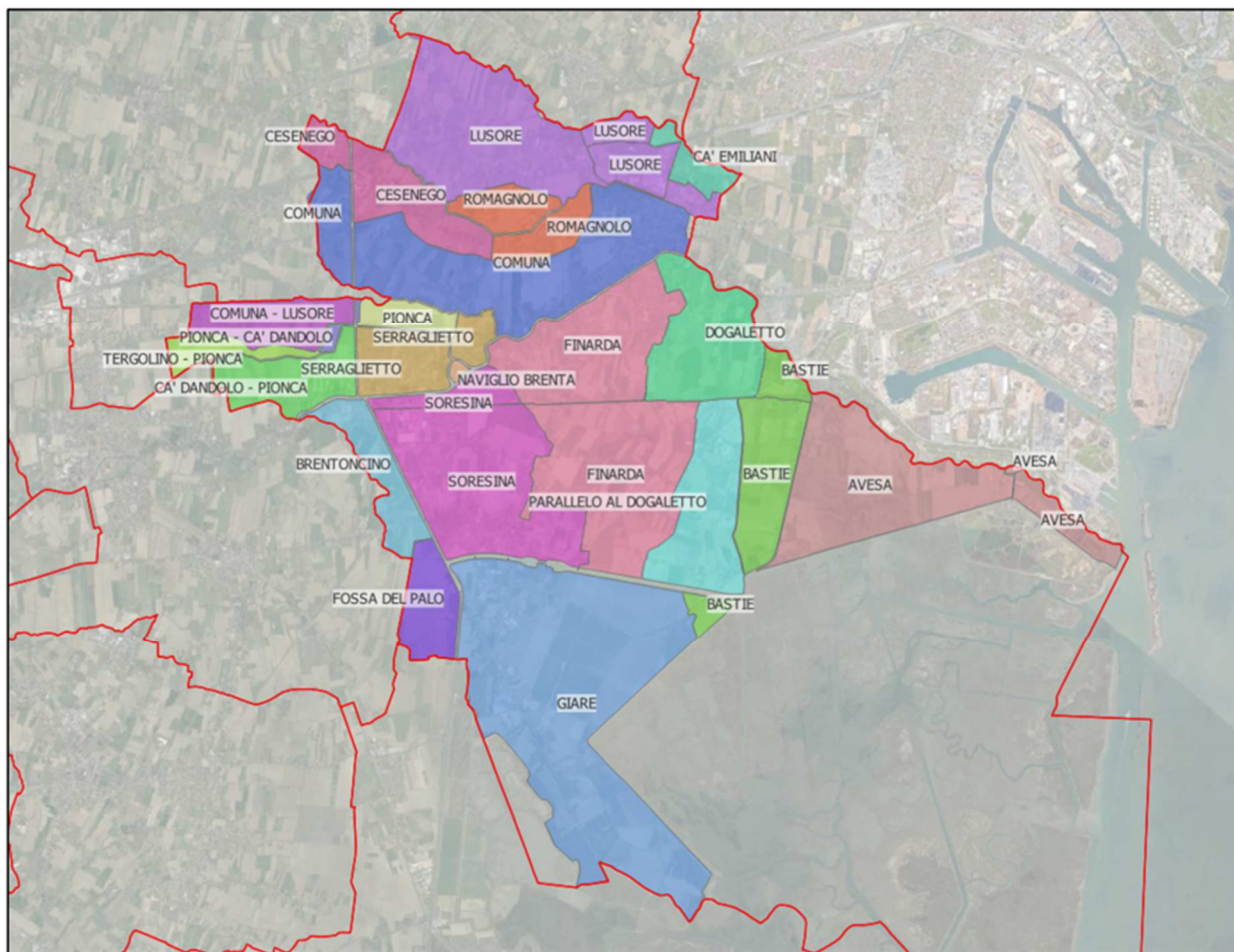 LUSORE
LUSORE
CESENEGO
CA' EMILIANI
LUSORE
CESENEGO
ROMAGNOLO
COMUNA
ROMAGNOLO
COMUNA
COMUNA - LUSORE
PIONCA
DOGALETTO
PIONCA - CA' DANDOLO
SERRAGLIETTO
FINARDA
TERGOLINO - PIONCA
SERRAGLIETTO
BASTIE
NAVIGLIO BRENTA
CA' DANDOLO - PIONCA
SORESINA
AVESA
BRENTONCINO
FINARDA
BASTIE
SORESINA
AVESA
PARALLELO AL DOGALETTO
AVESA
FOSSA DEL PALO
BASTIE
GIARE